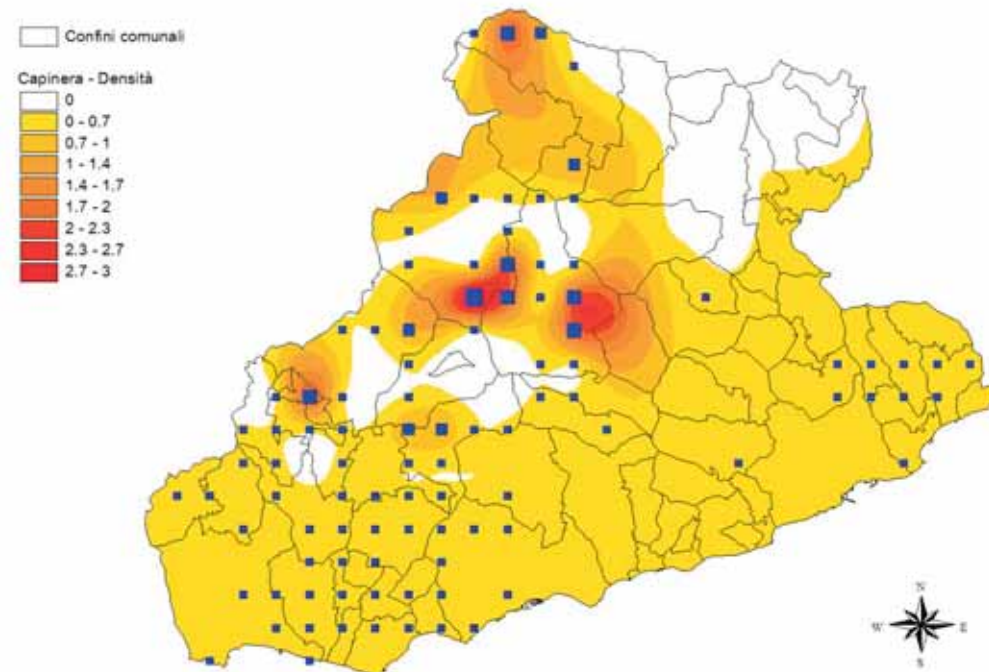 Confini comunali
Capinera - Densità
0
0 - 0.7
0.7 - 1
1 - 1.4
1.4 - 1.7
1.7 - 2
2 - 2.3
2.3 - 2.7
2.7 - 3
N
W E
S